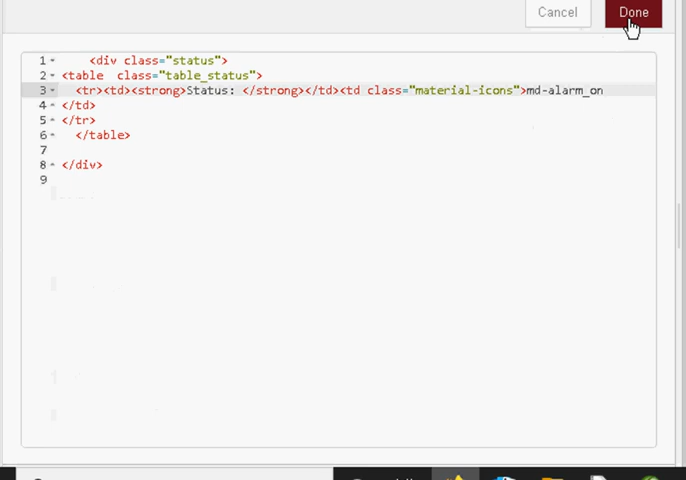 Cancel Done
1 <div class="status">
2 <table  class="table_status">
3 <tr><td><strong>Status: </strong></td><td class="material-icons">md-alarm_on
4 </td>
5 </tr>
6 </table>
7
8 </div>
9